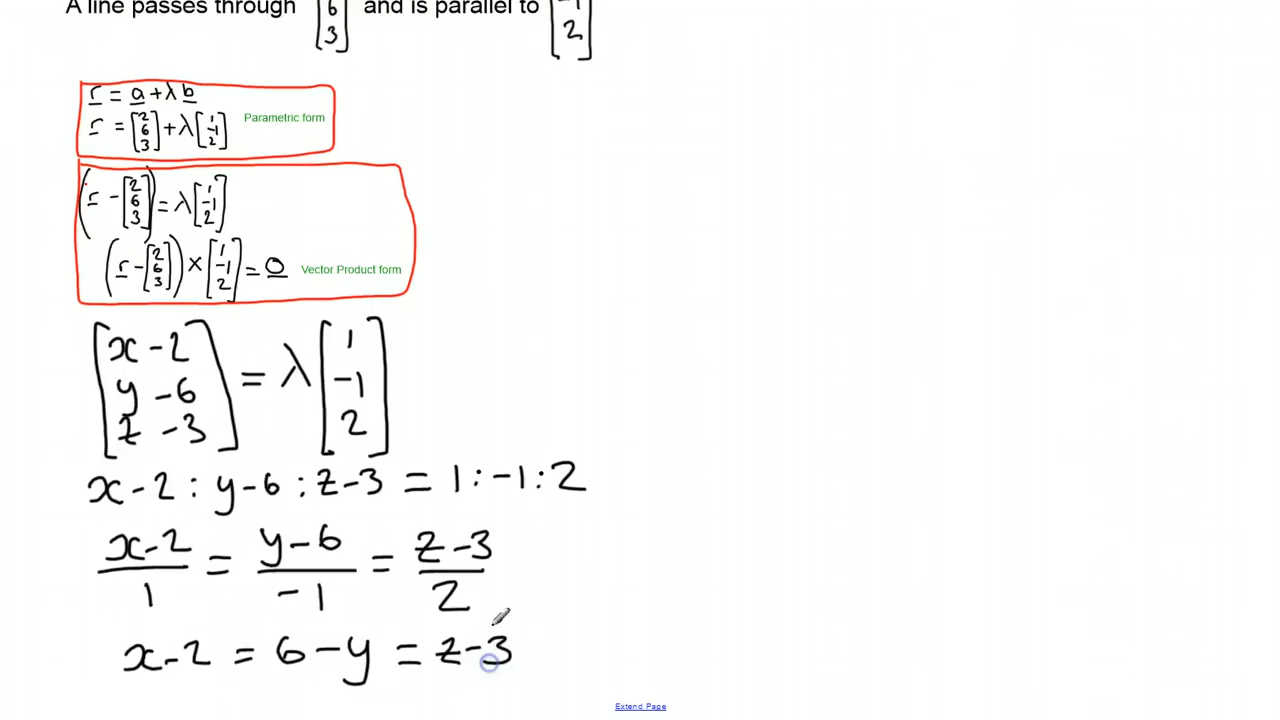 A line passes through [6 3] and is parallel to [-1 2]
r = a + λ b
r = [2 6 3] + λ [1 -1 2] Parametric form
(r - [2 6 3]) = λ [1 -1 2]
(r - [2 6 3]) × [1 -1 2] = 0 Vector Product form
[x - 2 y - 6 z - 3] = λ [1 -1 2]
x - 2 : y - 6 : z - 3 = 1 : -1 : 2
x - 2 / 1 = y - 6 / -1 = z - 3 / 2
x - 2 = 6 - y = z - 3
Extend Page